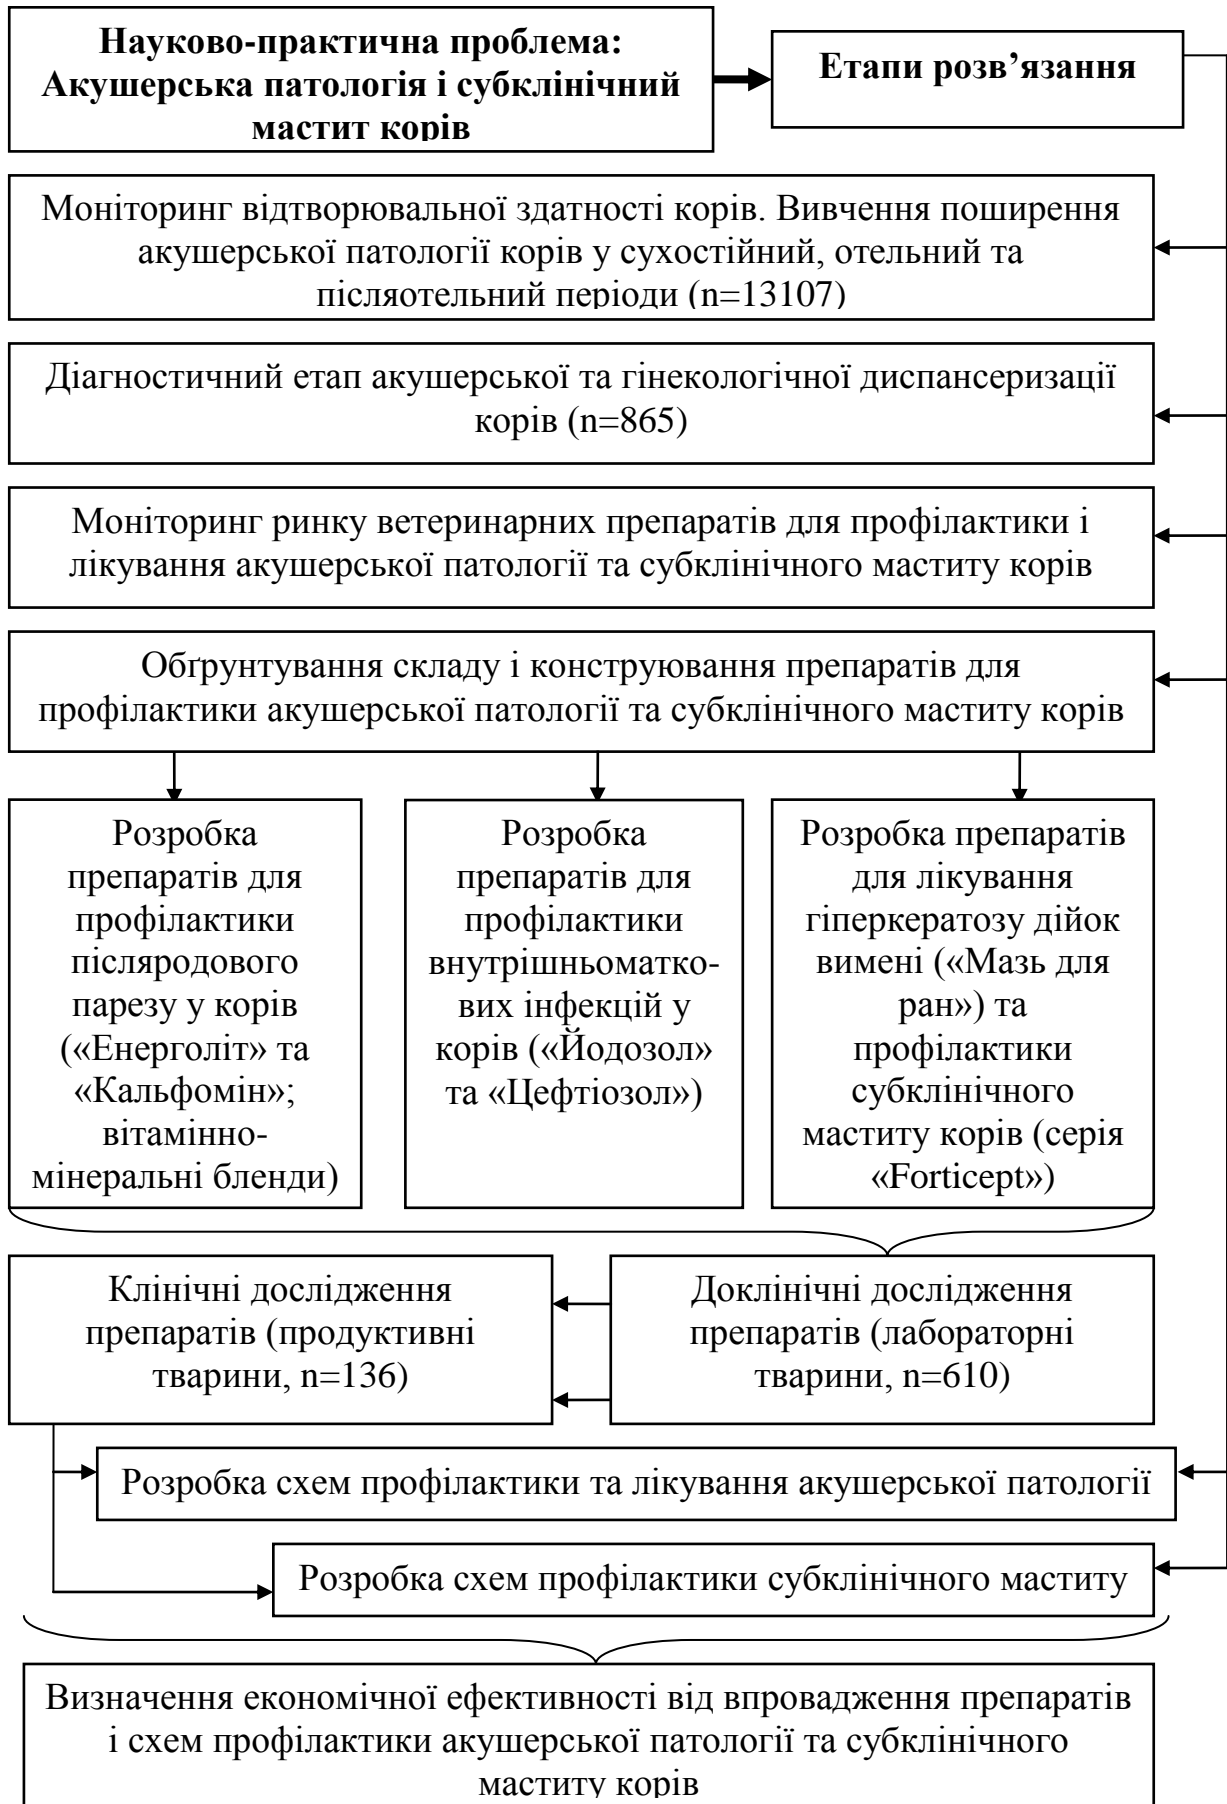 Науково-практична проблема:
Акушерська патологія і субклінічний
мастит корів
Етапи розв’язання
Моніторинг відтворювальної здатності корів. Вивчення поширення
акушерської патології корів у сухостійний, отельний та
післяотельний періоди (n=13107)
Діагностичний етап акушерської та гінекологічної диспансеризації
корів (n=865)
Моніторинг ринку ветеринарних препаратів для профілактики і
лікування акушерської патології та субклінічного маститу корів
Обґрунтування складу і конструювання препаратів для
профілактики акушерської патології та субклінічного маститу корів
Розробка
препаратів для
профілактики
післяродового
парезу у корів
(«Енерголіт» та
«Кальфомін»;
вітамінно-
мінеральні бленди)
Розробка
препаратів для
профілактики
внутрішньоматко-
вих інфекцій у
корів («Йодозол»
та «Цефтіозол»)
Розробка препаратів
для лікування
гіперкератозу дійок
вимені («Мазь для
ран») та
профілактики
субклінічного
маститу корів (серія
«Forticept»)
Клінічні дослідження
препаратів (продуктивні
тварини, n=136)
Доклінічні дослідження
препаратів (лабораторні
тварини, n=610)
Розробка схем профілактики та лікування акушерської патології
Розробка схем профілактики субклінічного маститу
Визначення економічної ефективності від впровадження препаратів
і схем профілактики акушерської патології та субклінічного
маститу корів